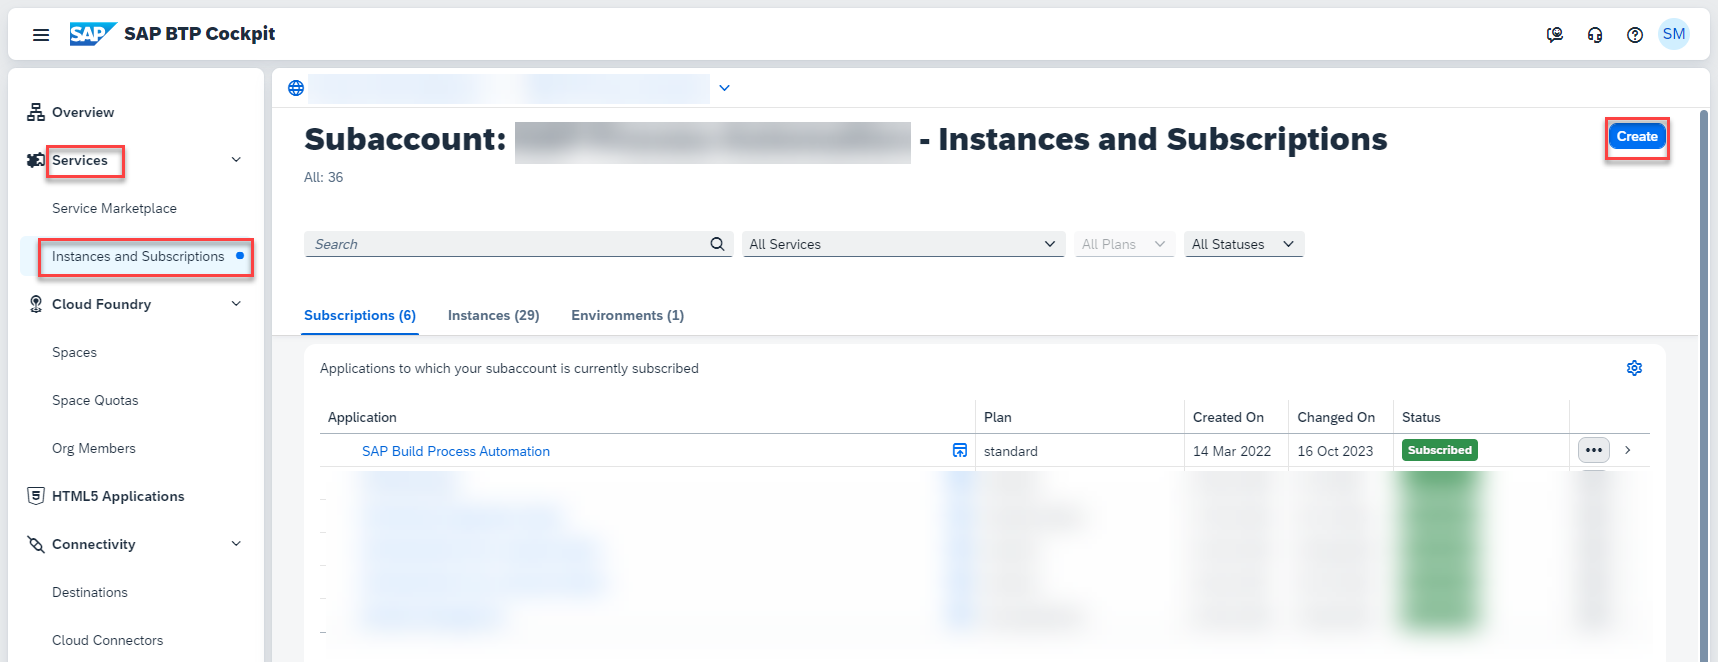 SAP SAP BTP Cockpit
SM
Overview
Services
Service Marketplace
Instances and Subscriptions
Cloud Foundry
Spaces
Space Quotas
Org Members
HTML5 Applications
Connectivity
Destinations
Cloud Connectors
Subaccount: - Instances and Subscriptions
Create
All: 36
Search
All Services
All Plans
All Statuses
Subscriptions (6)
Instances (29)
Environments (1)
Applications to which your subaccount is currently subscribed
Application Plan Created On Changed On Status
SAP Build Process Automation standard 14 Mar 2022 16 Oct 2023 Subscribed